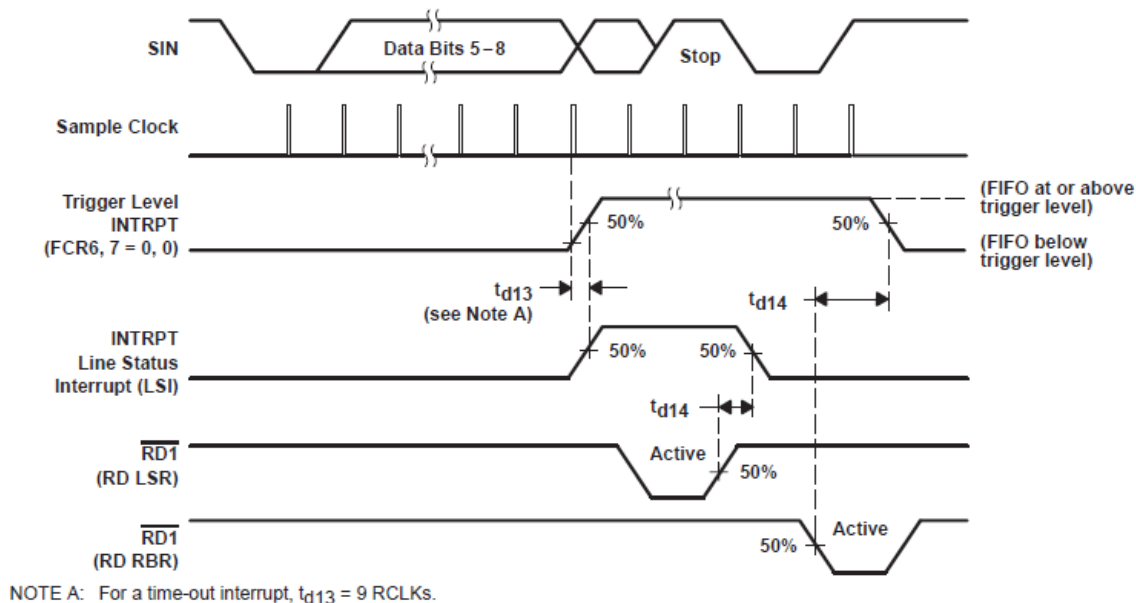 SIN
Data Bits 5 – 8
Stop
Sample Clock
Trigger Level
INTRPT
(FCR6, 7 = 0, 0)
50%
50%
(FIFO at or above
trigger level)
(FIFO below
trigger level)
td13
(see Note A)
td14
INTRPT
Line Status
Interrupt (LSI)
50%
50%
td14
RD1
(RD LSR)
Active
50%
RD1
(RD RBR)
50%
Active
NOTE A: For a time-out interrupt, td13 = 9 RCLKs.